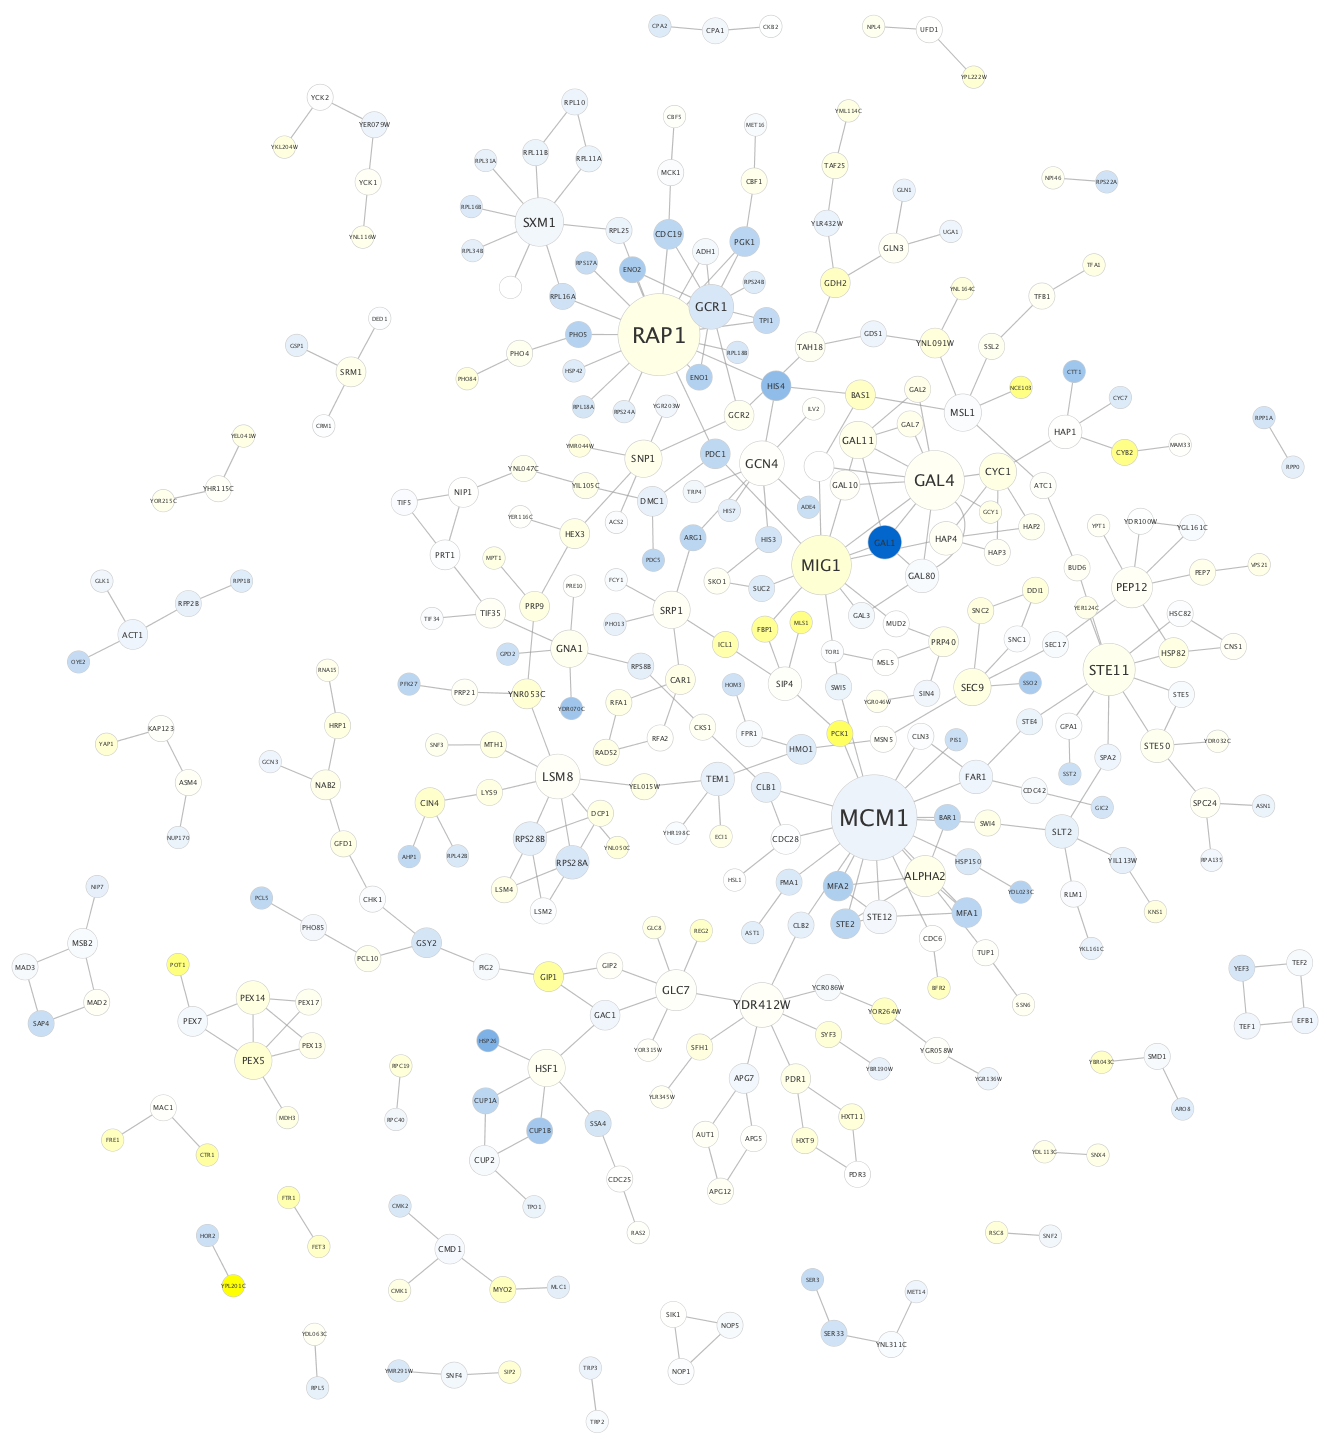 CPA2
CPA1
CKB2
NPL4
UFD1
YPL222W
YCK2
YER079W
YKL204W
YCK1
YNL116W
RPL10
RPL11B
RPL11A
RPL31A
RPL16B
SXM1
RPL34B
RPL25
RPL16A
CBF5
MCK1
CDC19
MET16
CBF1
PGK1
ADH1
YML114C
TAF25
YLR432W
GLN1
UGA1
GLN3
GDH2
NPI46
RPS22A
TFA1
TFB1
YNL164C
SSL2
YNL091W
GDS1
TAH18
RPS17A
ENO2
GCR1
RPS24B
TPI1
RAP1
PHO5
PHO4
PHO84
HSP42
RPL18B
ENO1
RPL18A
RPS24A
HIS4
GCR2
YGR203W
GSP1
DED1
SRM1
CRM1
YEL041W
YHR115C
YOR215C
NCE103
CTT1
CYC7
HAP1
CYB2
MAM33
MSL1
BAS1
GAL2
GAL7
GAL11
ILV2
RPP1A
RPP0
YMR044W
SNP1
PDC1
GCN4
GAL10
GAL4
CYC1
ATC1
YNL047C
YIL105C
DMC1
TRP4
HIS7
ADE4
GCY1
HAP2
HAP3
HAP4
TIF5
NIP1
YER116C
ACS2
HEX3
PRT1
PDC5
ARG1
HIS3
GAL1
GAL80
MIG1
YPT1
YDR100W
YGL161C
BUD6
PEP12
PEP7
VPS21
GLK1
RPP1B
RPP2B
ACT1
OYE2
MPT1
PRP9
PRE10
FCY1
SRP1
PHO13
SKO1
SUC2
GAL3
FBP1
MLS1
MUD2
PRP40
SNC2
DDI1
SNC1
YER124C
HSC82
CNS1
HSP82
SEC17
TIF34
TIF35
GNA1
GPD2
RPS8B
ICL1
TOR1
MSL5
SIN4
YGR046W
SEC9
SSO2
STE11
STE5
GPA1
STE50
YDR032C
SST2
SPA2
STE4
RNA15
HRP1
PFK27
PRP21
YNR053C
YDR070C
CAR1
RFA1
RFA2
RAD52
CKS1
SIP4
SWI5
HOM3
FPR1
HMO1
MSN5
PCK1
CLN3
PIS1
KAP123
YAP1
ASM4
NUP170
GCN3
NAB2
GFD1
SNF3
MTH1
LSM8
LYS9
CIN4
YEL015W
TEM1
CLB1
FAR1
CDC42
GIC2
SPC24
ASN1
RPA135
MCM1
BAR1
SWI4
SLT2
YIL113W
KNS1
DCP1
YNL050C
YHR198C
ECI1
CDC28
HSL1
RPS28B
RPS28A
AHP1
RPL42B
LSM4
LSM2
PMA1
AST1
MFA2
ALPHA2
HSP150
YDL023C
STE2
STE12
MFA1
RLM1
YKL161C
NIP7
MSB2
MAD3
MAD2
SAP4
PCL5
PHO85
CHK1
PCL10
GSY2
PIG2
GIP1
GIP2
GLC8
REG2
CLB2
CDC6
BFR2
TUP1
SSN6
YEF3
TEF2
TEF1
EFB1
POT1
PEX14
PEX17
PEX7
PEX13
PEX5
MDH3
GLC7
GAC1
YOR315W
YDR412W
YCR086W
YOR264W
YGR058W
YGR136W
SYF3
YBR190W
SFH1
YLR345W
PDR1
HXT11
HXT9
PDR3
APG7
AUT1
APG5
APG12
HSP26
HSF1
CUP1A
CUP1B
CUP2
TPO1
SSA4
CDC25
RAS2
RPC19
RPC40
MAC1
FRE1
CTR1
YBR043C
SMD1
ARO8
YOL113C
SNX4
FTR1
FET3
HOR2
YPL201C
CMK2
CMD1
CMK1
MYO2
MLC1
RSC8
SNF2
SER3
SER33
MET14
YNL311C
SIK1
NOP5
NOP1
YDL063C
RPL5
YMR291W
SNF4
SIP2
TRP3
TRP2